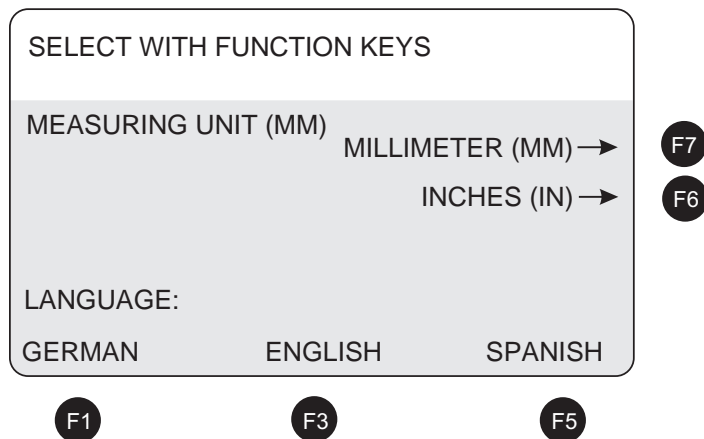 SELECT WITH FUNCTION KEYS
MEASURING UNIT (MM)
MILLIMETER (MM)
F7
INCHES (IN)
F6
LANGUAGE:
GERMAN ENGLISH SPANISH
F1 F3 F5